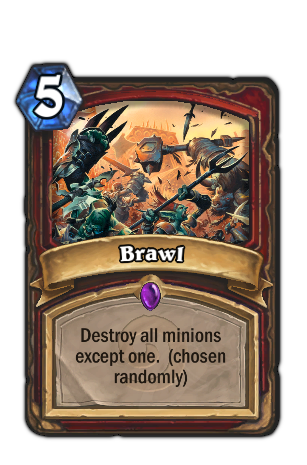 5
Brawl
Destroy all minions
except one. (chosen
randomly)